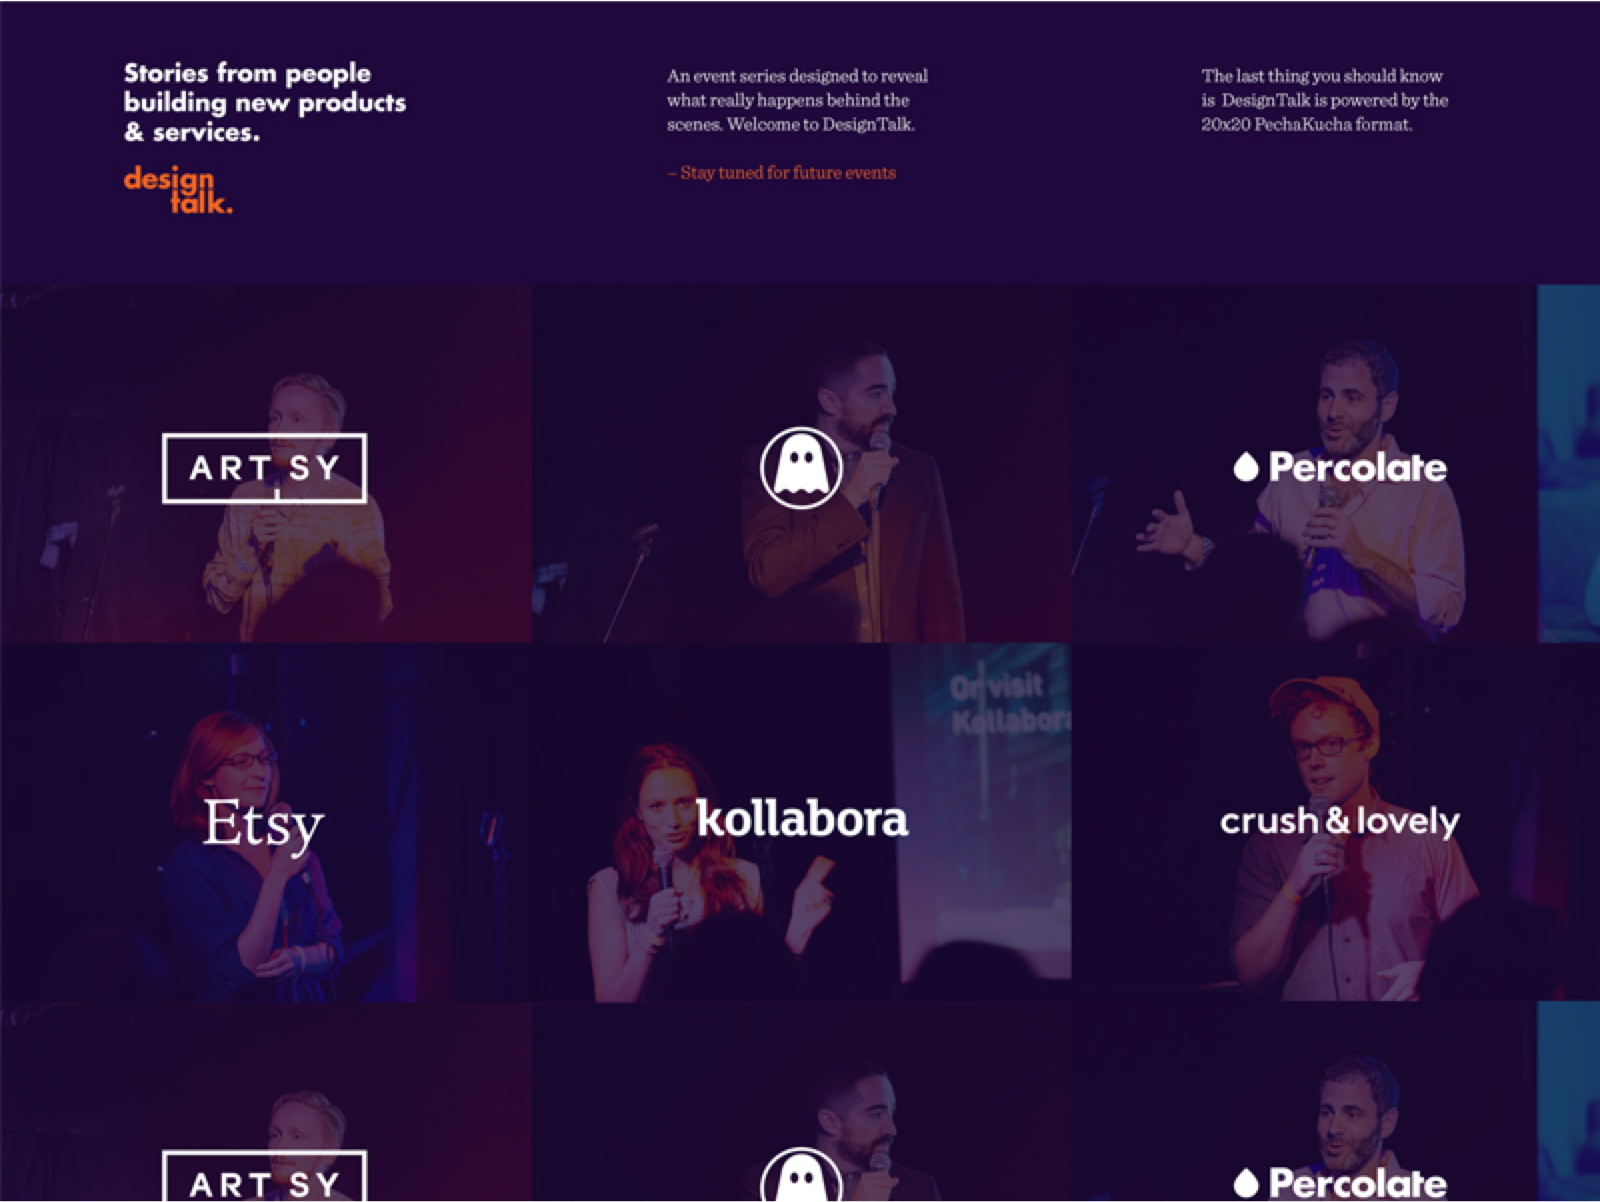 Stories from people
building new products
& services.
design
talk.
An event series designed to reveal
what really happens behind the
scenes. Welcome to DesignTalk.
– Stay tuned for future events
The last thing you should know
is DesignTalk is powered by the
20x20 PechaKucha format.
ARTSY
Percolate
Or visit
Kollabora
Etsy
kollabora
crush & lovely
ARTSY
Percolate